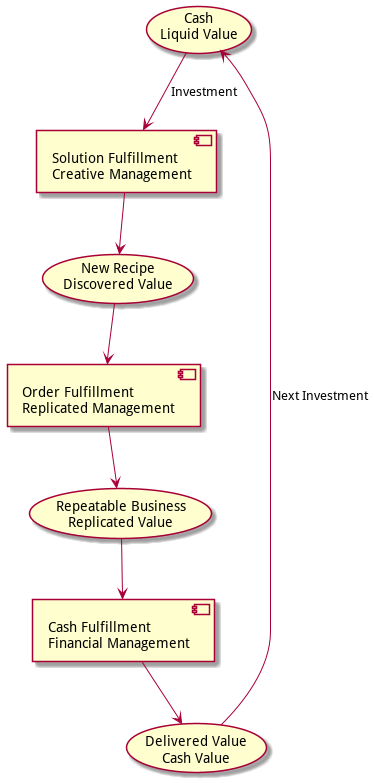 Cash
Liquid Value
Investment
Solution Fulfillment
Creative Management
New Recipe
Discovered Value
Order Fulfillment
Replicated Management
Next Investment
Repeatable Business
Replicated Value
Cash Fulfillment
Financial Management
Delivered Value
Cash Value